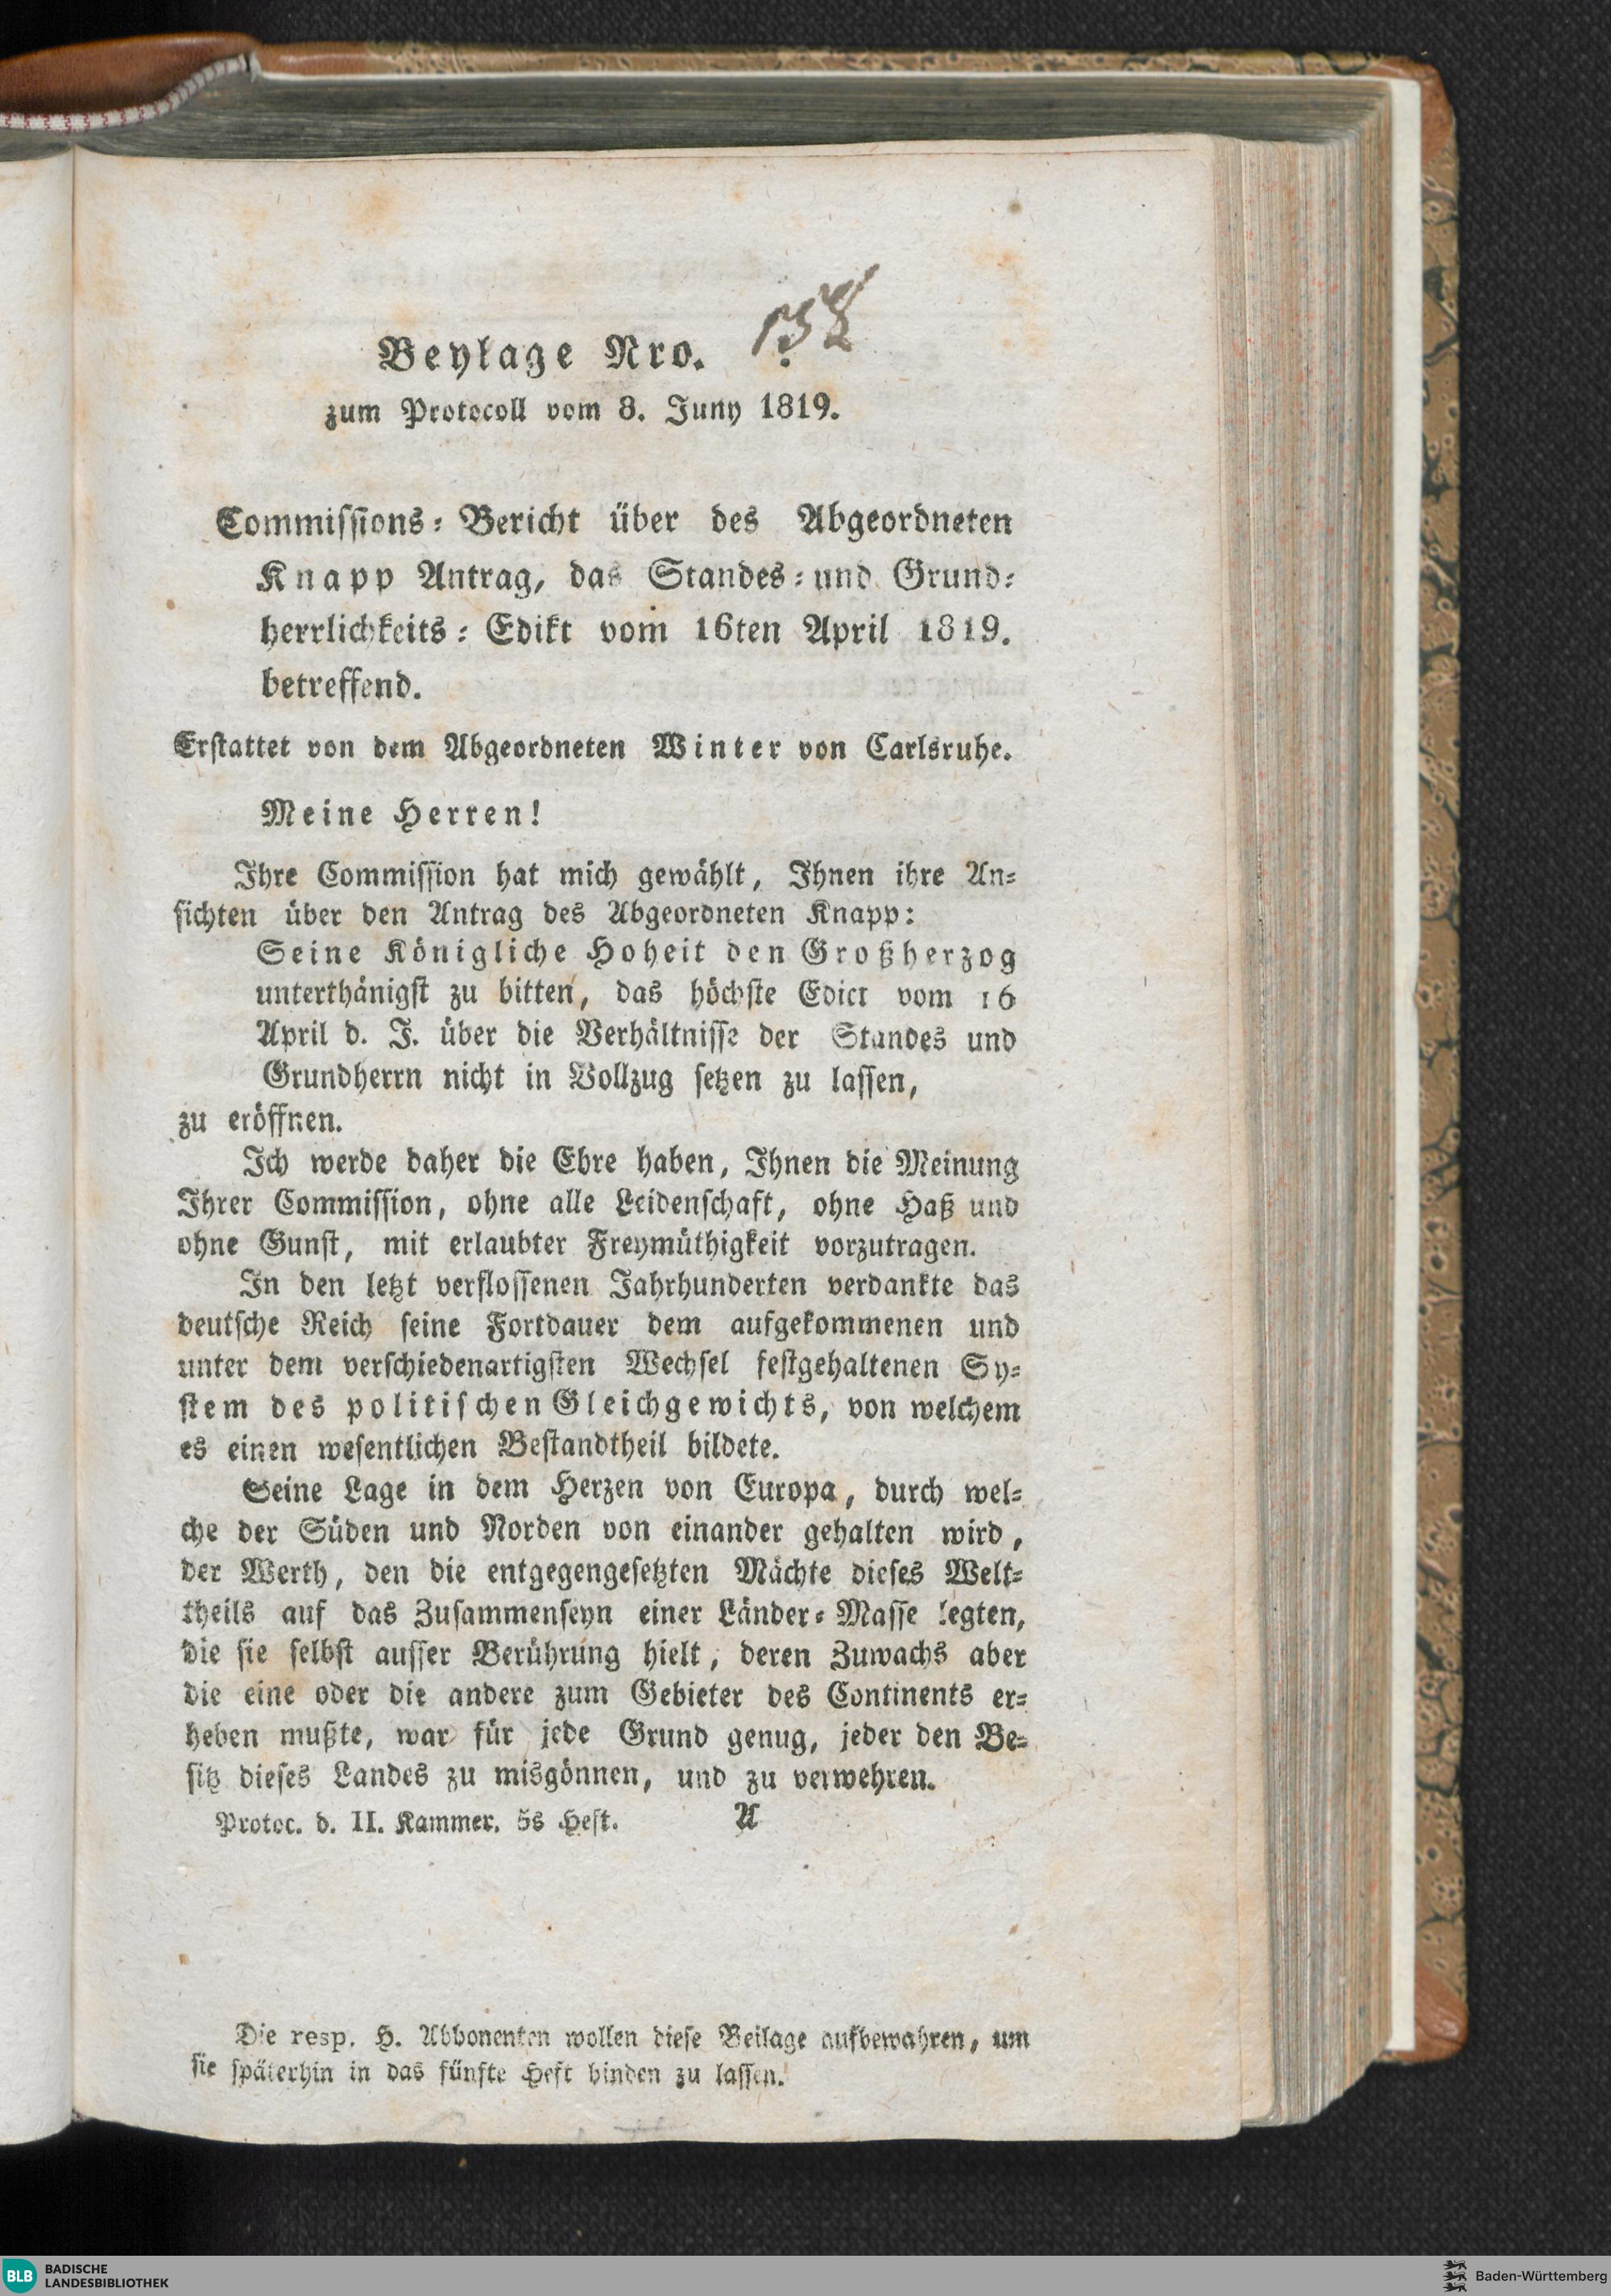 Beylage Nro. 138
zum Protocoll vom 8. Juny 1819.
Commissions-Bericht über des Abgeordneten
Knapp Antrag, das Standes- und Grund-
herrlichkeits-Edikt vom 16ten April 1819.
betreffend.
Erstattet von dem Abgeordneten Winter von Carlsruhe.
Meine Herren!
Ihre Commission hat mich gewählt, Ihnen ihre An-
sichten über den Antrag des Abgeordneten Knapp:
Seine Königliche Hoheit den Großherzog
unterthänigst zu bitten, das höchste Edict vom 16
April d. J. über die Verhältnisse der Standes und
Grundherrn nicht in Vollzug setzen zu lassen,
zu eröffnen.
Ich werde daher die Ehre haben, Ihnen die Meinung
Ihrer Commission, ohne alle Leidenschaft, ohne Haß und
ohne Gunst, mit erlaubter Freymüthigkeit vorzutragen.
In den letzt verflossenen Jahrhunderten verdankte das
deutsche Reich seine Fortdauer dem aufgekommenen und
unter dem verschiedenartigsten Wechsel festgehaltenen Sy-
stem des politischen Gleichgewichts, von welchem
es einen wesentlichen Bestandtheil bildete.
Seine Lage in dem Herzen von Europa, durch wel-
che der Süden und Norden von einander gehalten wird,
der Werth, den die entgegengesetzten Mächte dieses Welt-
theils auf das Zusammenseyn einer Länder-Masse legten,
die sie selbst ausser Berührung hielt, deren Zuwachs aber
die eine oder die andere zum Gebieter des Continents er-
heben mußte, war für jede Grund genug, jeder den Be-
sitz dieses Landes zu misgönnen, und zu verwehren.
Protoc. d. II. Kammer. 5s Heft. A
Die resp. H. Abbonenten wollen diese Beilage aufbewahren, um
sie späterhin in das fünfte Heft binden zu lassen.
BLB BADISCHE
LANDESBIBLIOTHEK
Baden-Württemberg